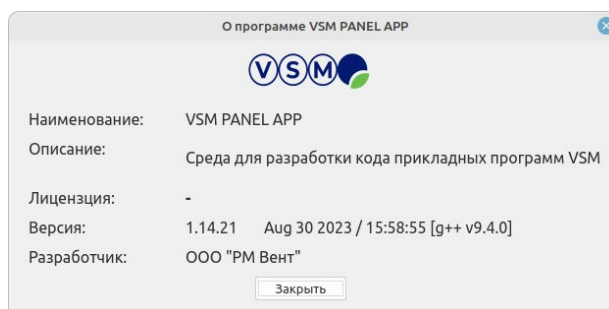 О программе VSM PANEL APP
VSM
Наименование: VSM PANEL APP
Описание: Среда для разработки кода прикладных программ VSM
Лицензция: -
Версия: 1.14.21 Aug 30 2023 / 15:58:55 [g++ v9.4.0]
Разработчик: ООО "РМ Вент"
Закрыть